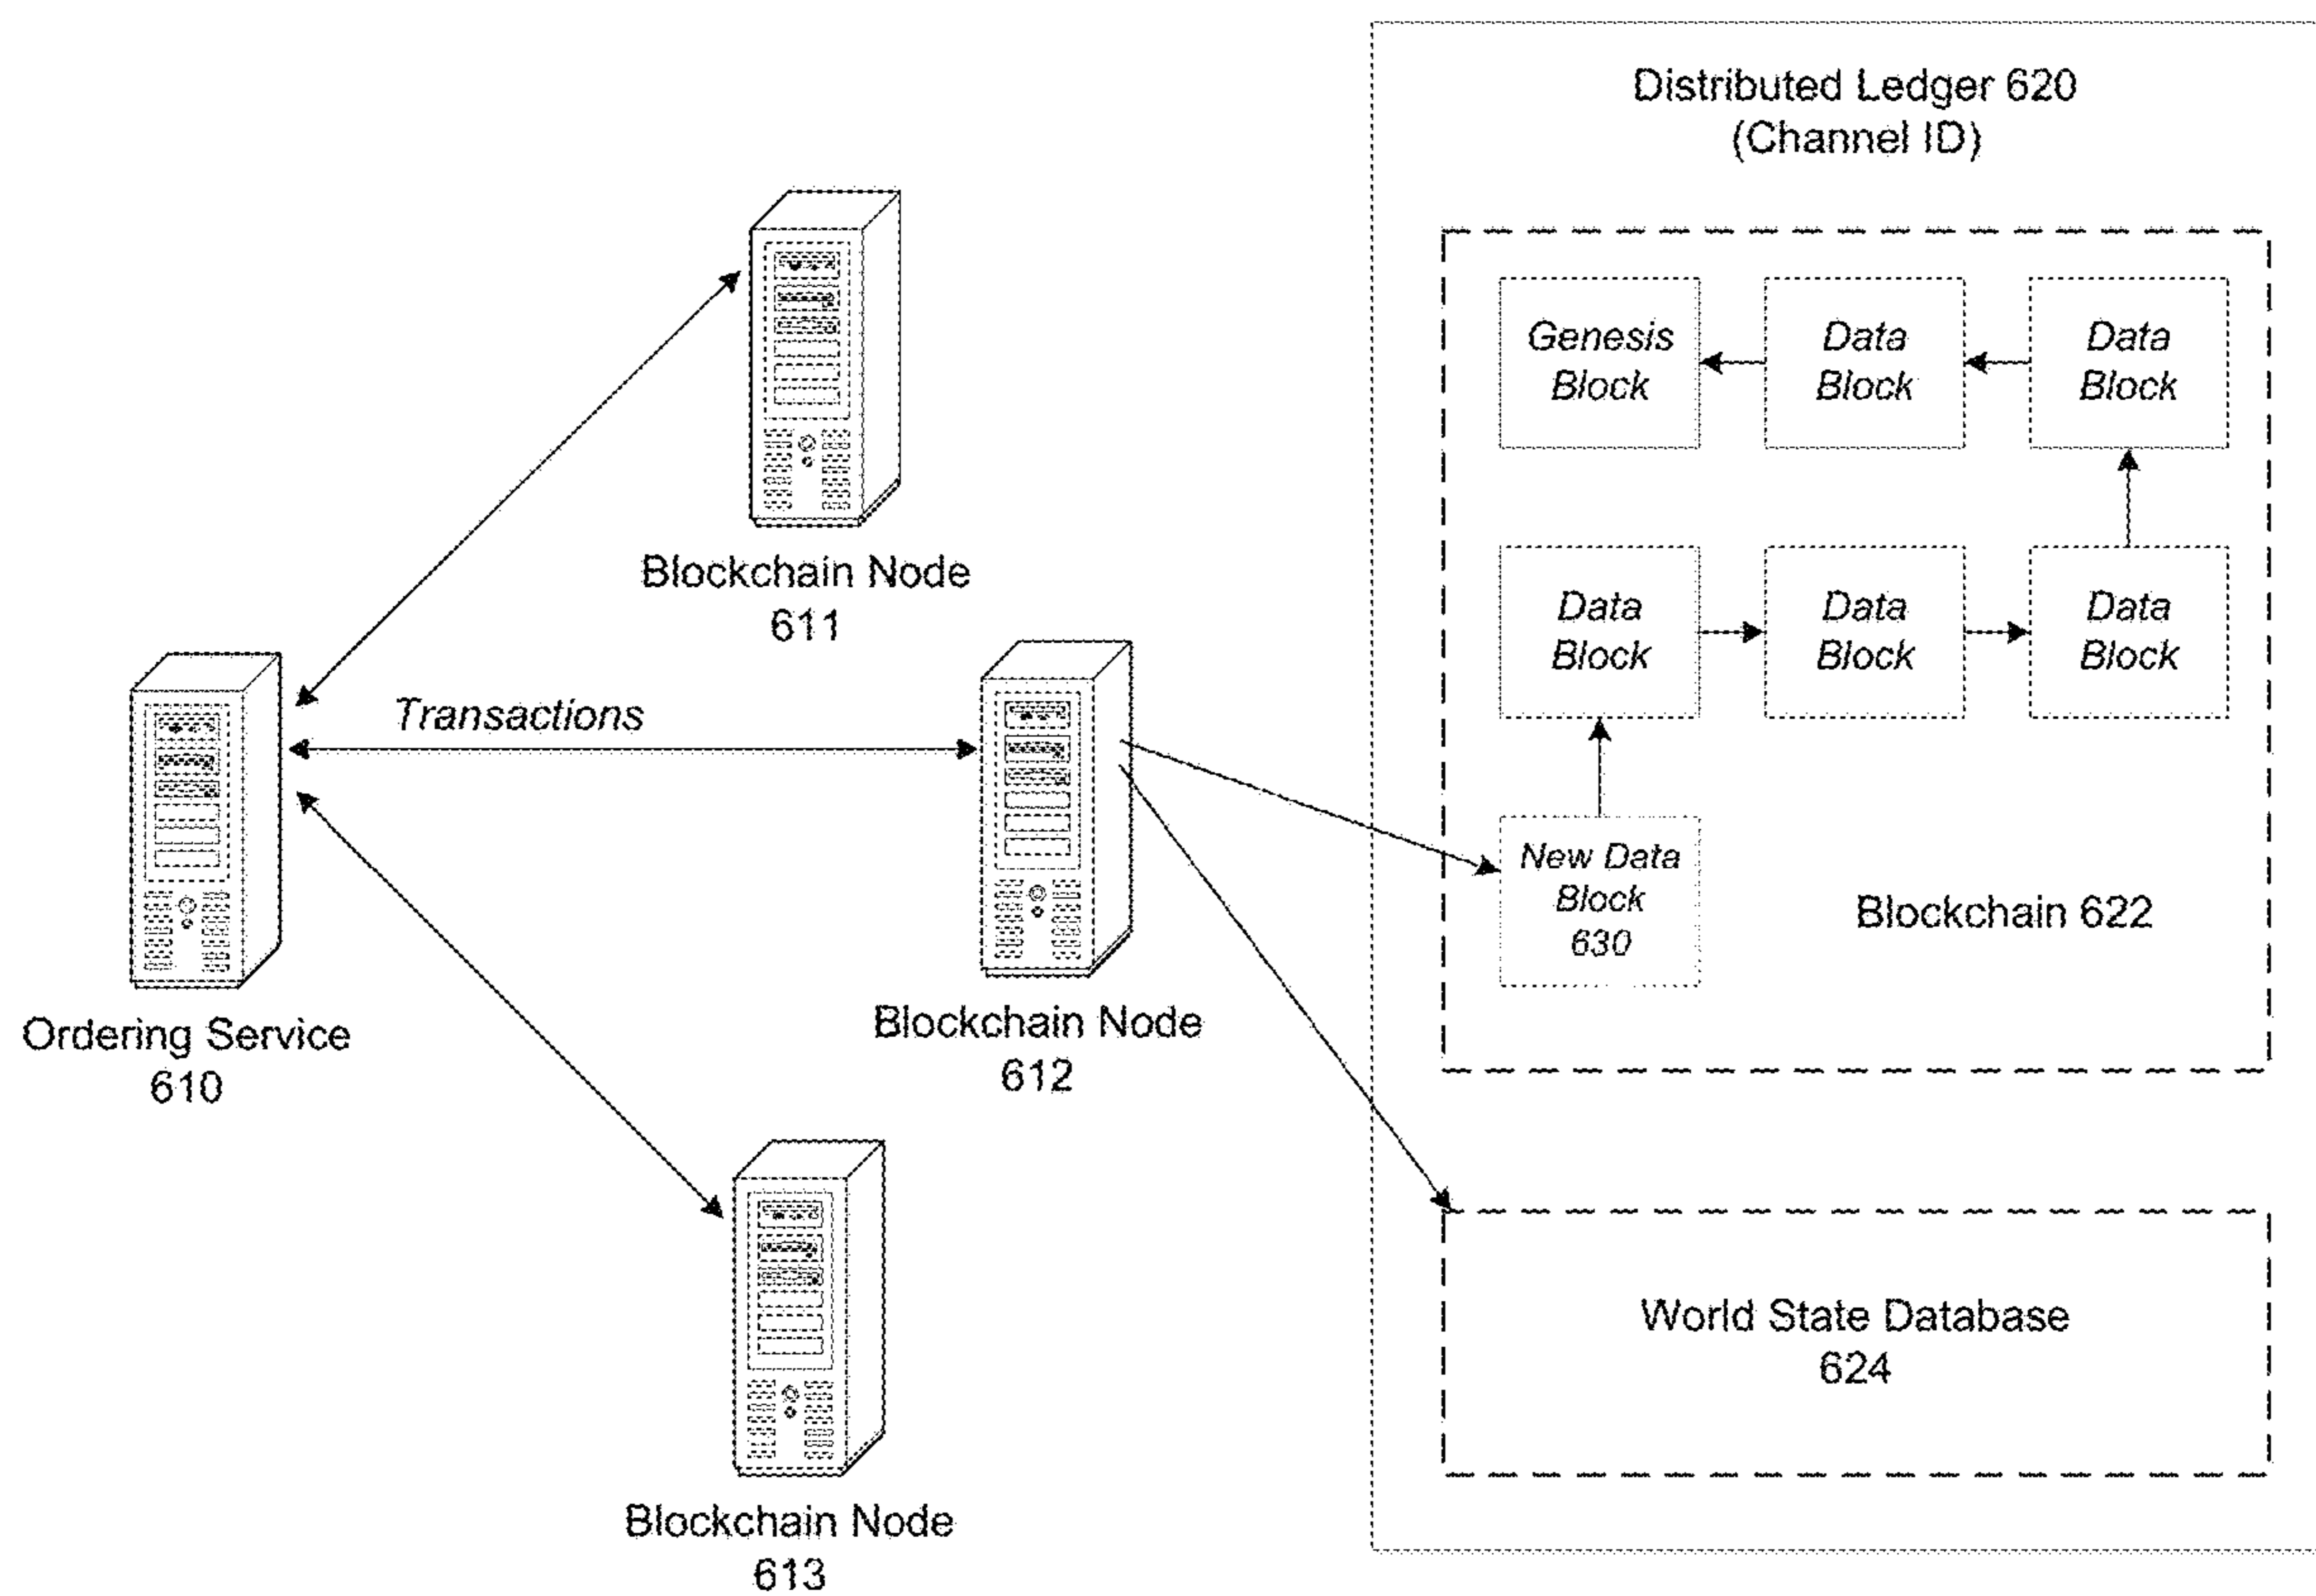 Distributed Ledger 620
(Channel ID)
Genesis
Block
Data
Block
Data
Block
Data
Block
Data
Block
Data
Block
New Data
Block
630
Blockchain 622
World State Database
624
Blockchain Node
611
Transactions
Ordering Service
610
Blockchain Node
612
Blockchain Node
613